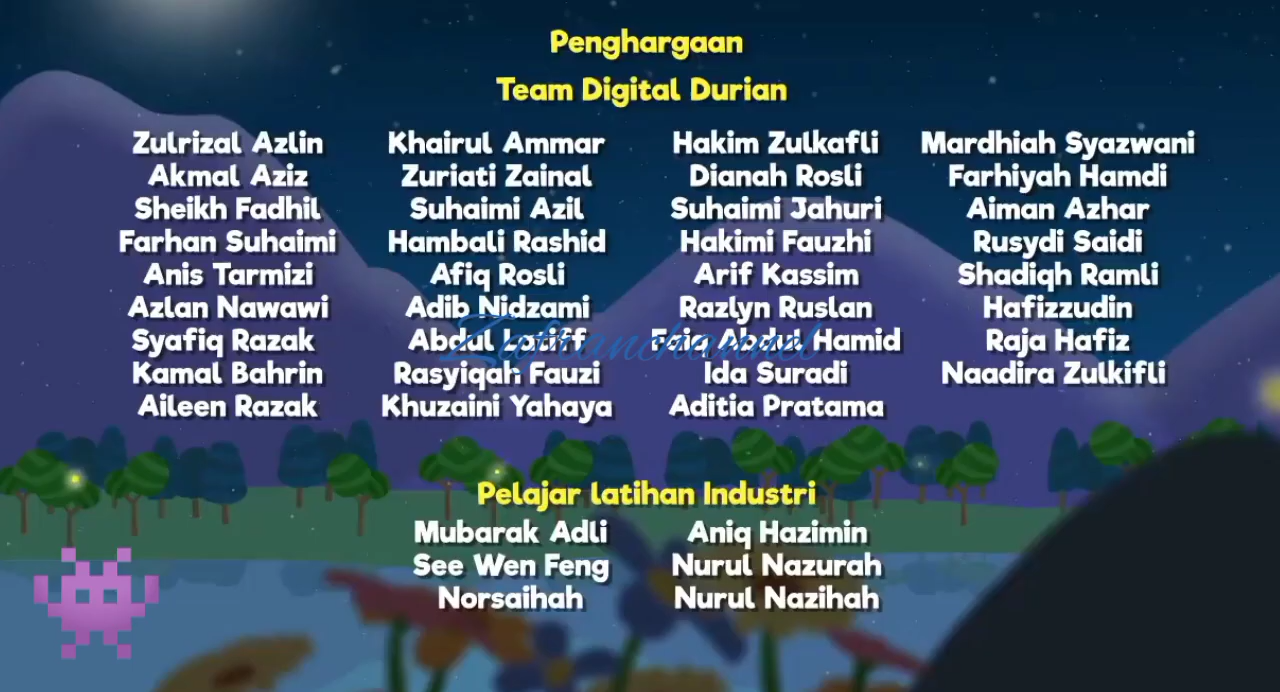 Penghargaan
Team Digital Durian
Zulrizal Azlin
Akmal Aziz
Sheikh Fadhil
Farhan Suhaimi
Anis Tarmizi
Azlan Nawawi
Syafiq Razak
Kamal Bahrin
Aileen Razak
Khairul Ammar
Zuriati Zainal
Suhaimi Azil
Hambali Rashid
Afiq Rosli
Adib Nidzami
Abdul
Rasyiqah Fauzi
Khuzaini Yahaya
Hakim Zulkafli
Dianah Rosli
Suhaimi Jahuri
Hakimi Fauzhi
Arif Kassim
Razlyn Ruslan
Abdul Hamid
Ida Suradi
Aditia Pratama
Mardhiah Syazwani
Farhiyah Hamdi
Aiman Azhar
Rusydi Saidi
Shadiqh Ramli
Hafizzudin
Raja Hafiz
Naadira Zulkifli
Zafranchannel
Pelajar latihan Industri
Mubarak Adli
See Wen Feng
Norsaihah
Aniq Hazimin
Nurul Nazurah
Nurul Nazihah